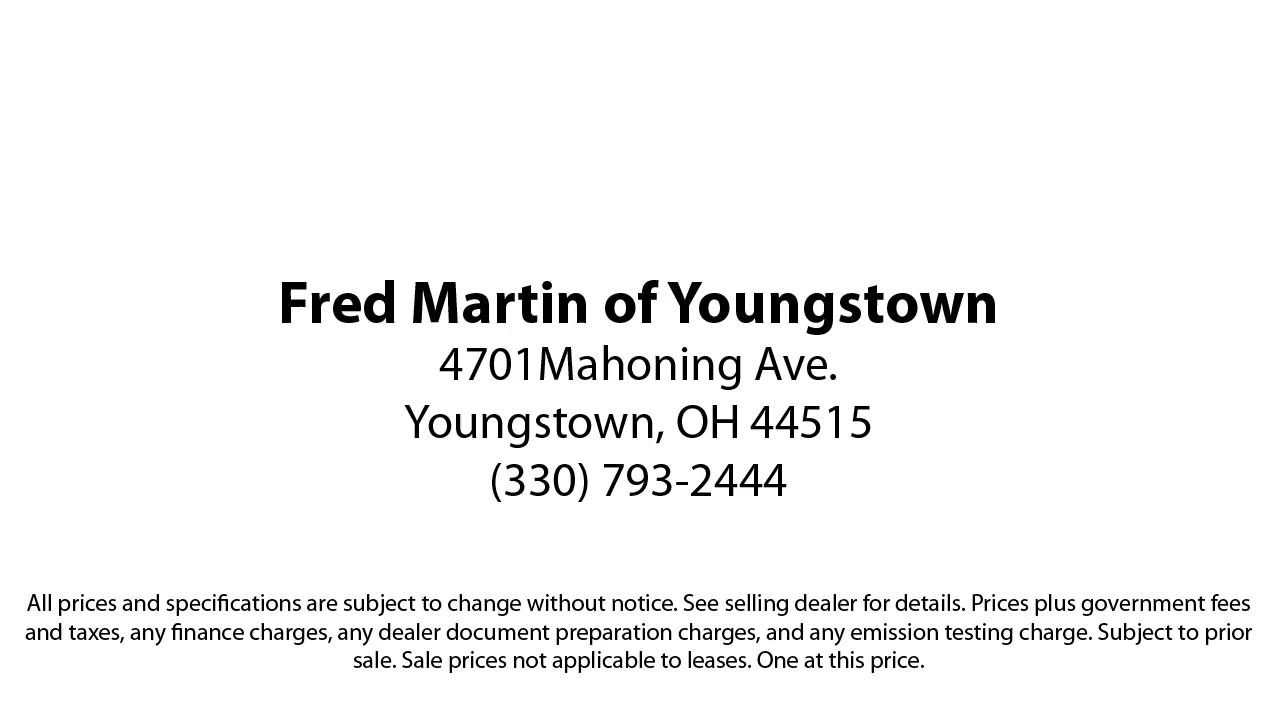 Fred Martin of Youngstown
4701Mahoning Ave.
Youngstown, OH 44515
(330) 793-2444
All prices and specifications are subject to change without notice. See selling dealer for details. Prices plus government fees
and taxes, any finance charges, any dealer document preparation charges, and any emission testing charge. Subject to prior
sale. Sale prices not applicable to leases. One at this price.